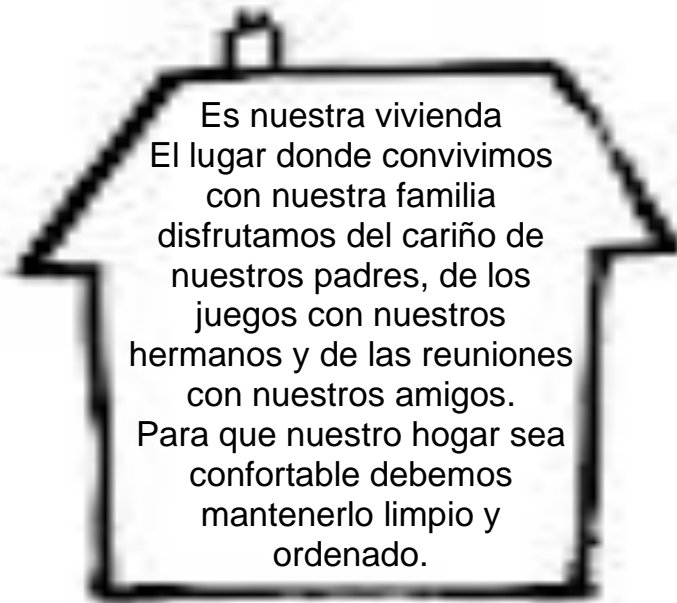 Es nuestra vivienda
El lugar donde convivimos
con nuestra familia
disfrutamos del cariño de
nuestros padres, de los
juegos con nuestros
hermanos y de las reuniones
con nuestros amigos.
Para que nuestro hogar sea
confortable debemos
mantenerlo limpio y
ordenado.